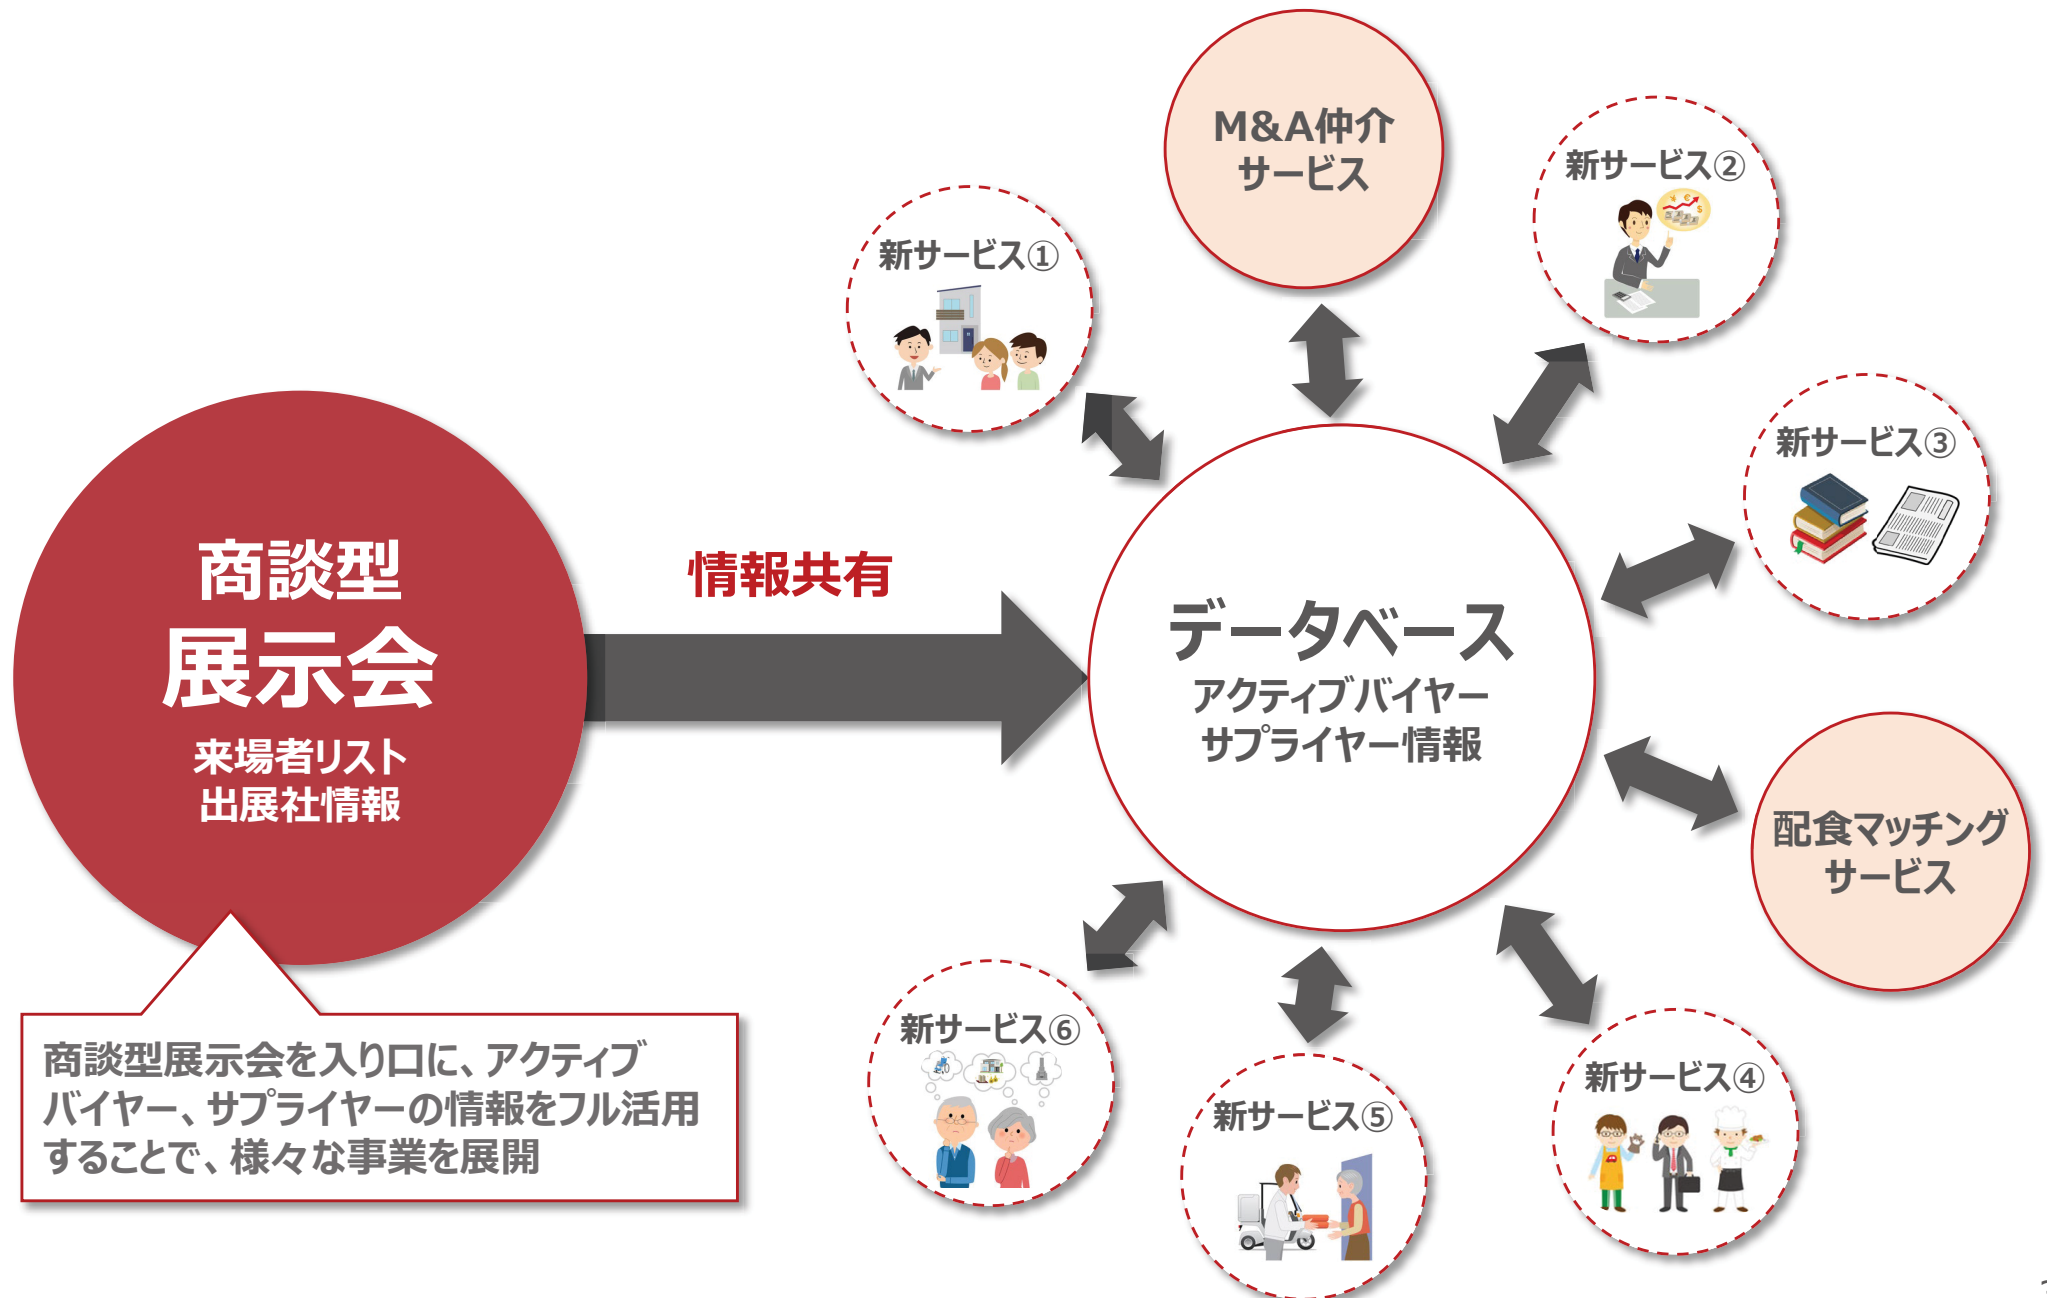 商談型
展示会
来場者リスト
出展社情報
商談型展示会を入り口に、アクティブ
バイヤー、サプライヤーの情報をフル活用
することで、様々な事業を展開
情報共有
データベース
アクティブバイヤー
サプライヤー情報
新サービス①
M&A仲介
サービス
新サービス②
新サービス③
配食マッチング
サービス
新サービス④
新サービス⑤
新サービス⑥